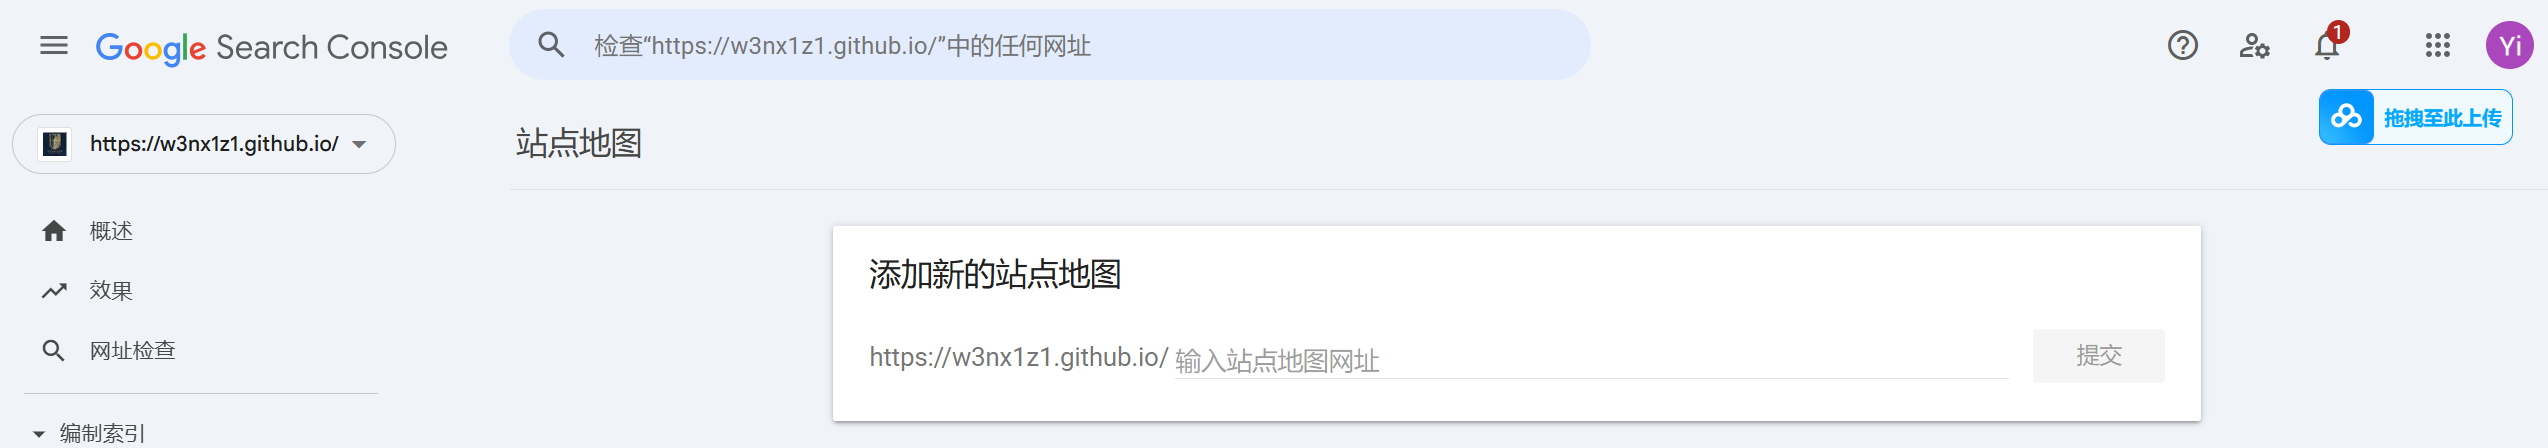 Google Search Console
检查“https://w3nx1z1.github.io/”中的任何网址
1
Yi
https://w3nx1z1.github.io/
站点地图
拖拽至此上传
概述
添加新的站点地图
效果
网址检查
https://w3nx1z1.github.io/ 输入站点地图网址
提交
编制索引